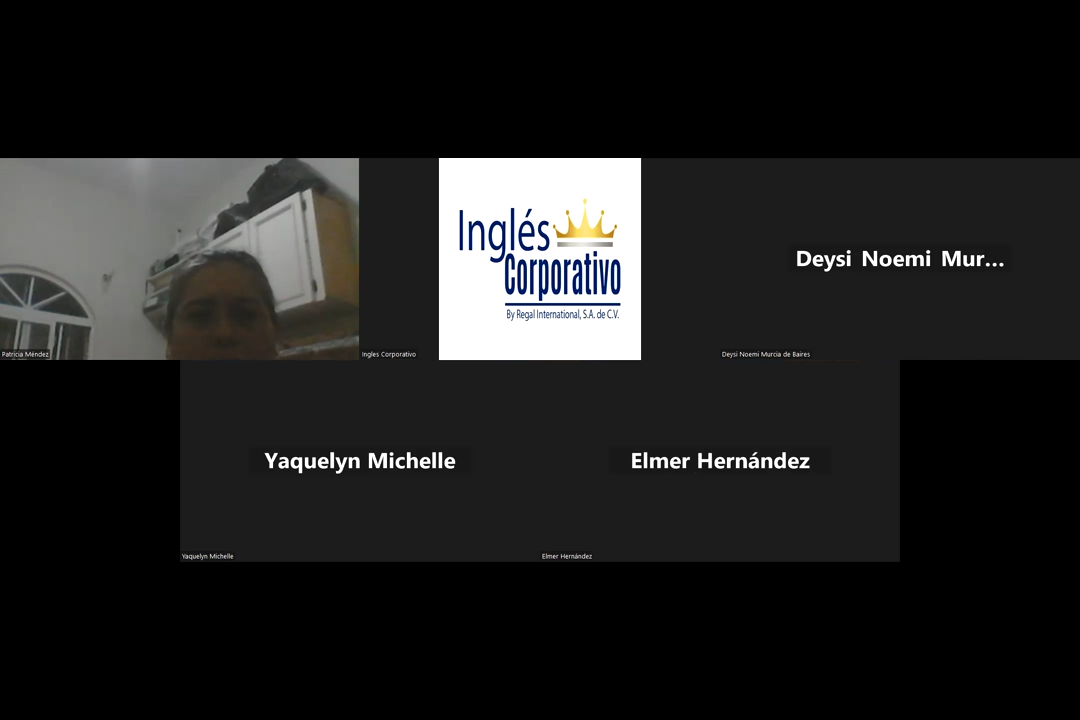 Inglés
Corporativo
By Regal International, S.A. de C.V.
Deysi Noemi Mur...
Patricia Méndez
Ingles Corporativo
Deysi Noemi Murcia de Baires
Yaquelyn Michelle
Elmer Hernández
Yaquelyn Michelle
Elmer Hernández